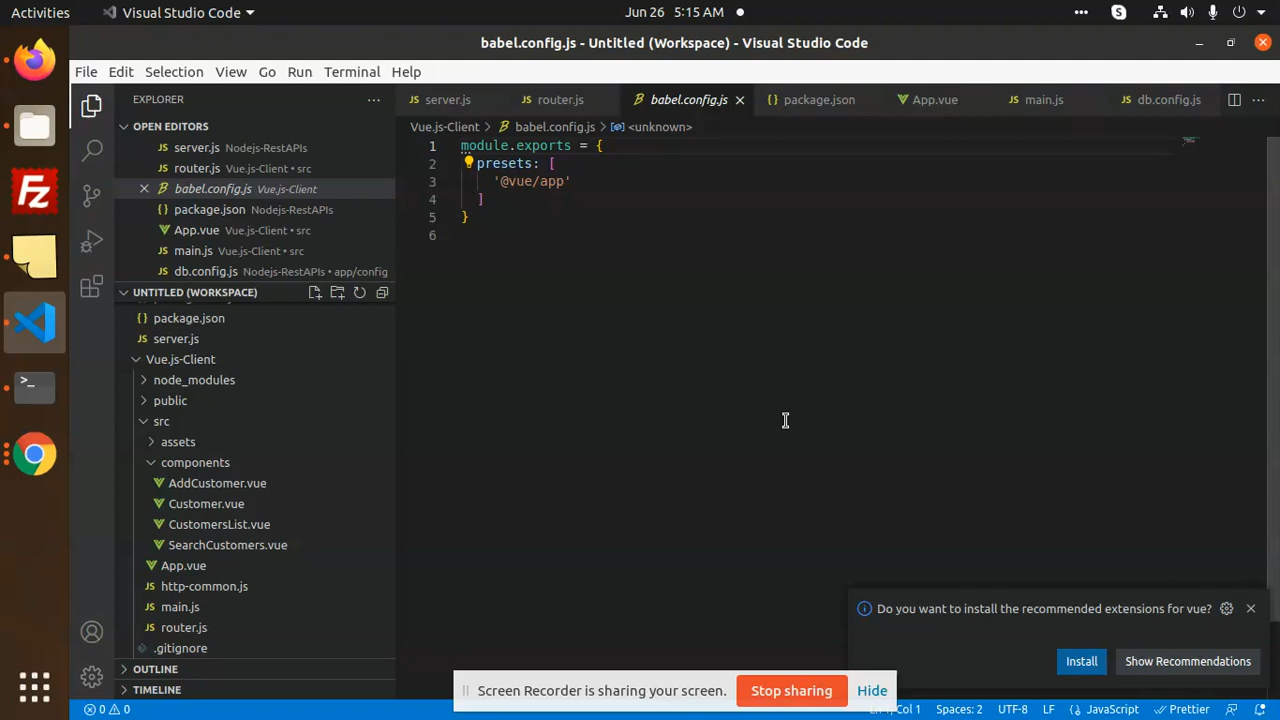 Activities
Visual Studio Code
Jun 26 5:15 AM
babel.config.js - Untitled (Workspace) - Visual Studio Code
File Edit Selection View Go Run Terminal Help
EXPLORER
server.js
router.js
babel.config.js
package.json
App.vue
main.js
db.config.js
OPEN EDITORS
server.js Nodejs-RestAPIs
router.js Vue.js-Client • src
babel.config.js Vue.js-Client
package.json Nodejs-RestAPIs
App.vue Vue.js-Client • src
main.js Vue.js-Client • src
db.config.js Nodejs-RestAPIs • app/config
UNTITLED (WORKSPACE)
package.json
server.js
Vue.js-Client
node_modules
public
src
assets
components
AddCustomer.vue
Customer.vue
CustomersList.vue
SearchCustomers.vue
App.vue
http-common.js
main.js
router.js
.gitignore
OUTLINE
TIMELINE
Vue.js-Client > babel.config.js > <unknown>
1 module.exports = {
2 presets: [
3 '@vue/app'
4 ]
5 }
6
Do you want to install the recommended extensions for vue?
Install
Show Recommendations
Screen Recorder is sharing your screen.
Stop sharing
Hide
0 0
Col 1
Spaces: 2
UTF-8
LF
JavaScript
Prettier